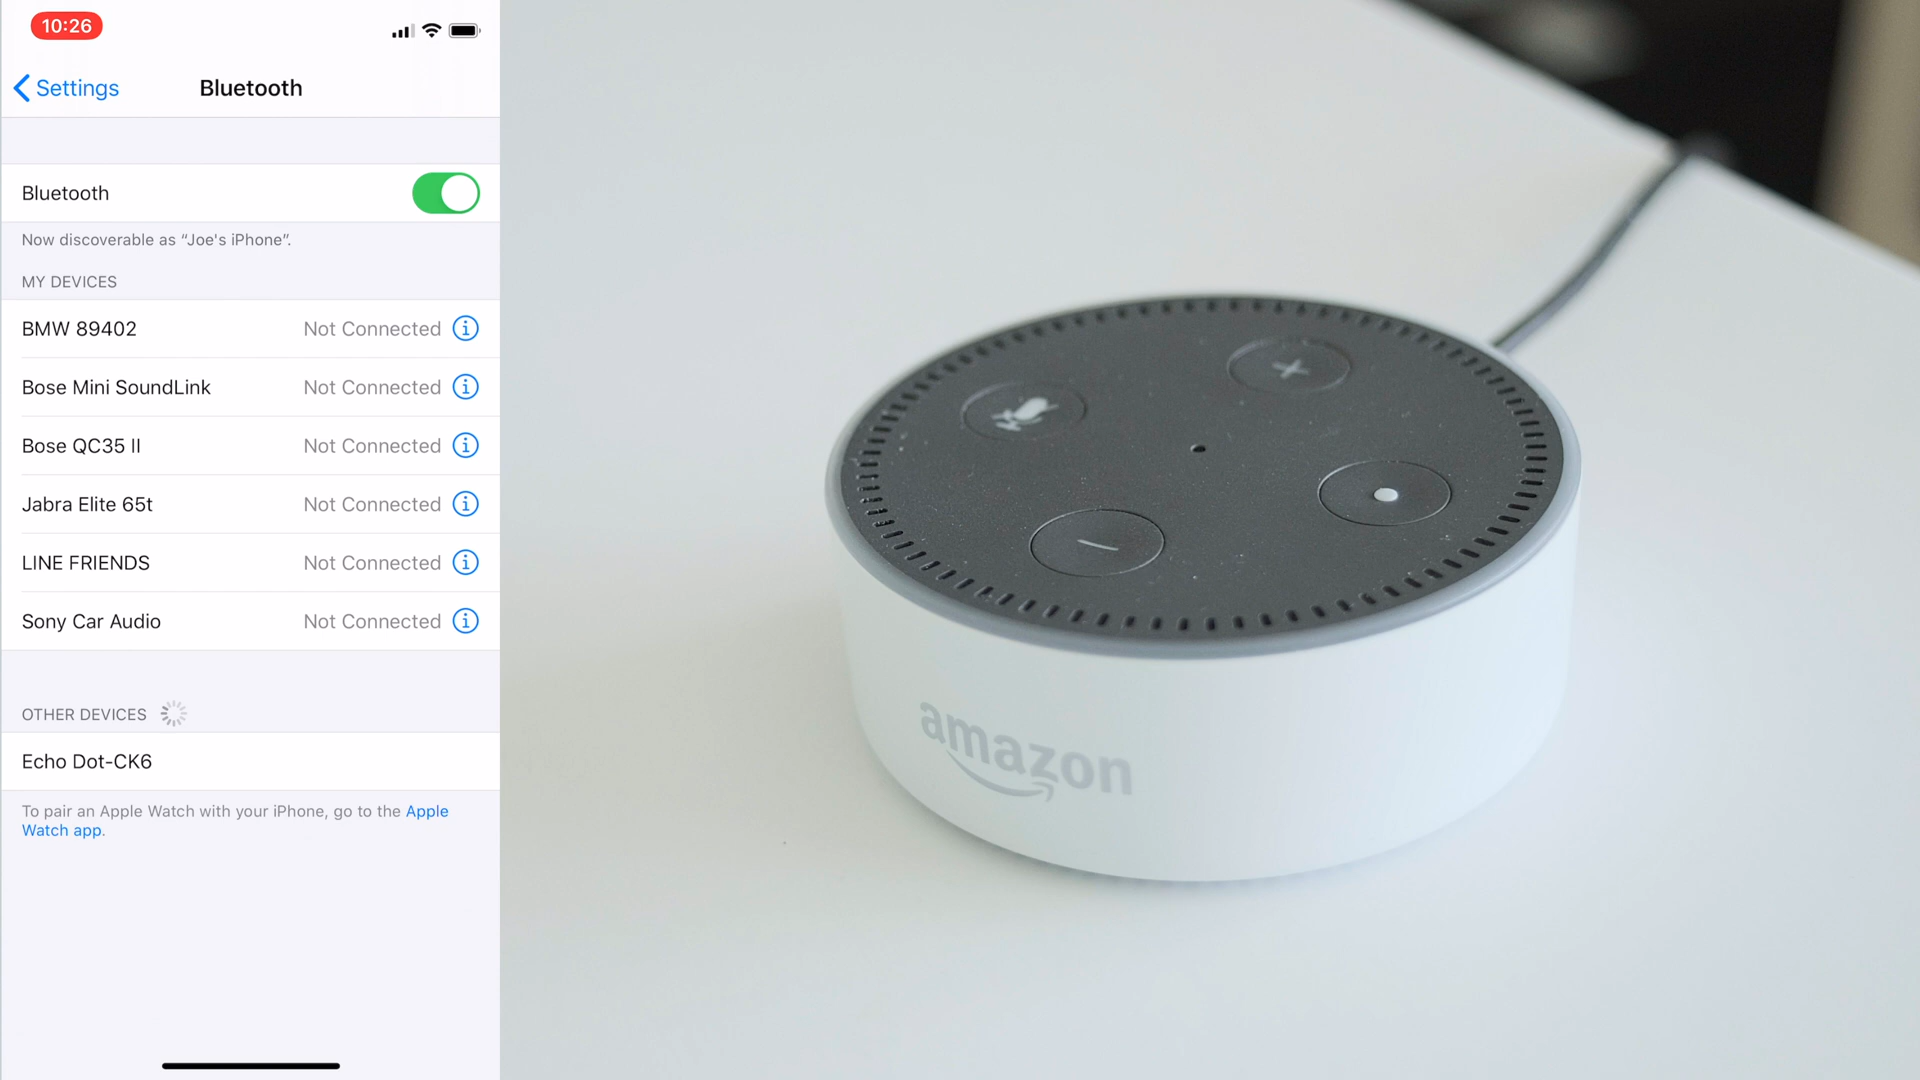 10:26
Settings
Bluetooth
Bluetooth
Now discoverable as “Joe's iPhone”.
MY DEVICES
BMW 89402 Not Connected
Bose Mini SoundLink Not Connected
Bose QC35 II Not Connected
Jabra Elite 65t Not Connected
LINE FRIENDS Not Connected
Sony Car Audio Not Connected
OTHER DEVICES
Echo Dot-CK6
To pair an Apple Watch with your iPhone, go to the Apple
Watch app.
amazon